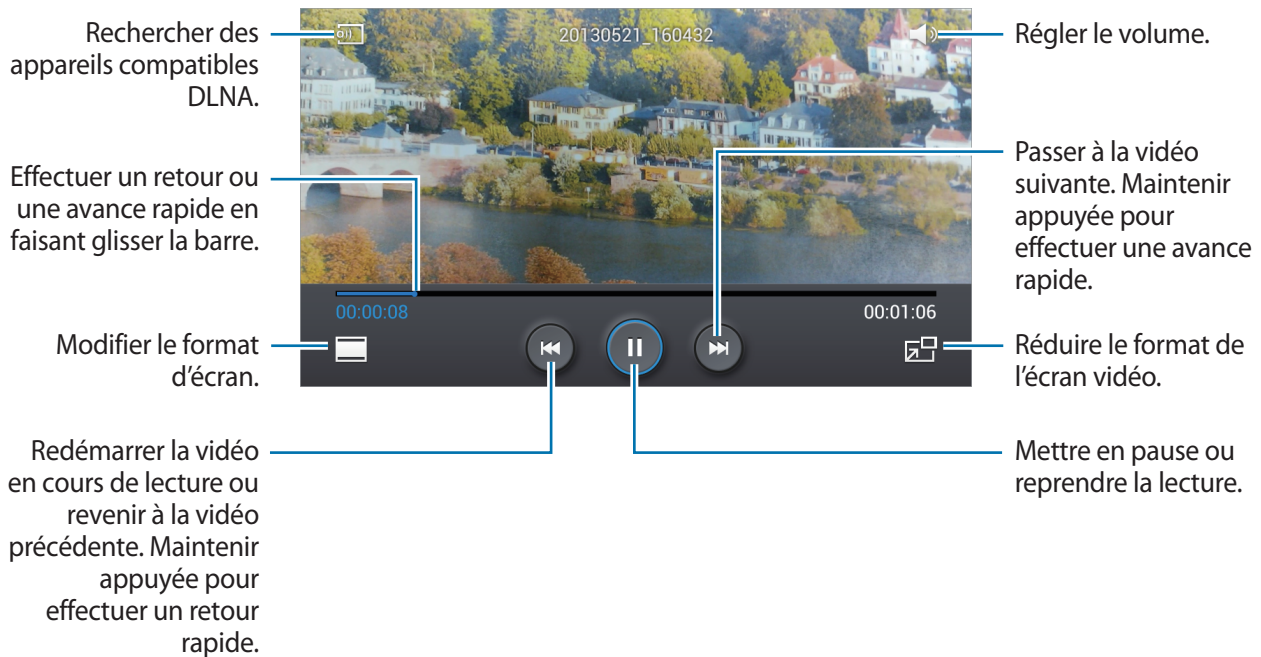 Rechercher des
appareils compatibles
DLNA.
20130521_160432
Régler le volume.
Effectuer un retour ou
une avance rapide en
faisant glisser la barre.
Passer à la vidéo
suivante. Maintenir
appuyée pour
effectuer une avance
rapide.
00:00:08
00:01:06
Modifier le format
d'écran.
Réduire le format de
l'écran vidéo.
Redémarrer la vidéo
en cours de lecture ou
revenir à la vidéo
précédente. Maintenir
appuyée pour
effectuer un retour
rapide.
Mettre en pause ou
reprendre la lecture.